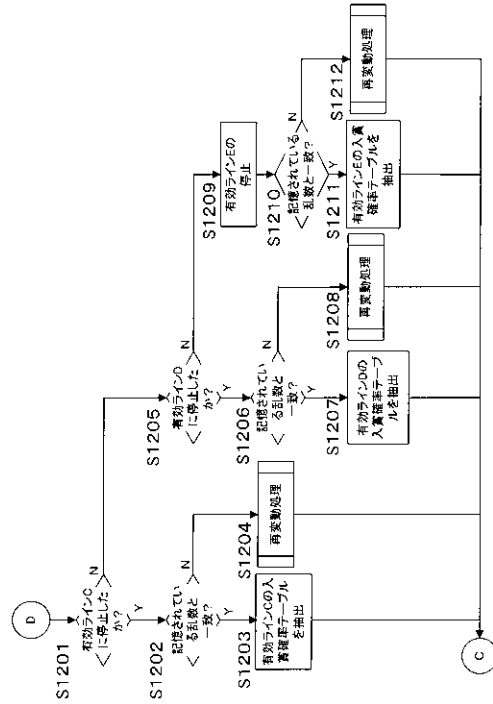 D
S1201
有効ラインC
に停止した
か?
Y
N
S1202
記憶されてい
る乱数と
一致?
Y
N
S1203
有効ラインCの入
賞確率テーブル
を抽出
S1204
再変動処理
S1205
有効ラインD
に停止した
か?
Y
N
S1206
記憶されてい
る乱数と
一致?
Y
N
S1207
有効ラインDの
入賞確率テーブ
ルを抽出
S1208
再変動処理
S1209
有効ラインEの
停止
S1210
記憶されている
乱数と一致?
Y
N
S1211
有効ラインEの入賞
確率テーブルを
抽出
S1212
再変動処理
C